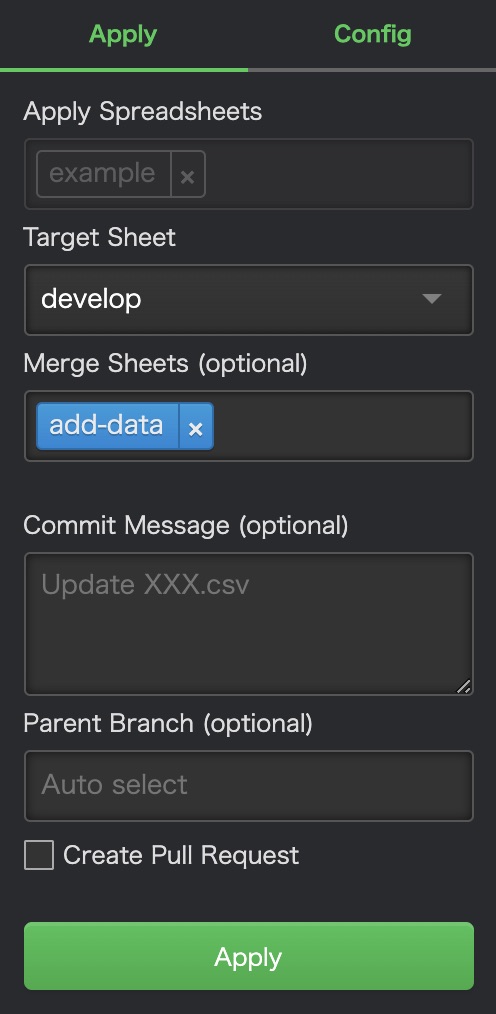 Apply Config
Apply Spreadsheets
example ×
Target Sheet
develop
Merge Sheets (optional)
add-data ×
Commit Message (optional)
Update XXX.csv
Parent Branch (optional)
Auto select
Create Pull Request
Apply